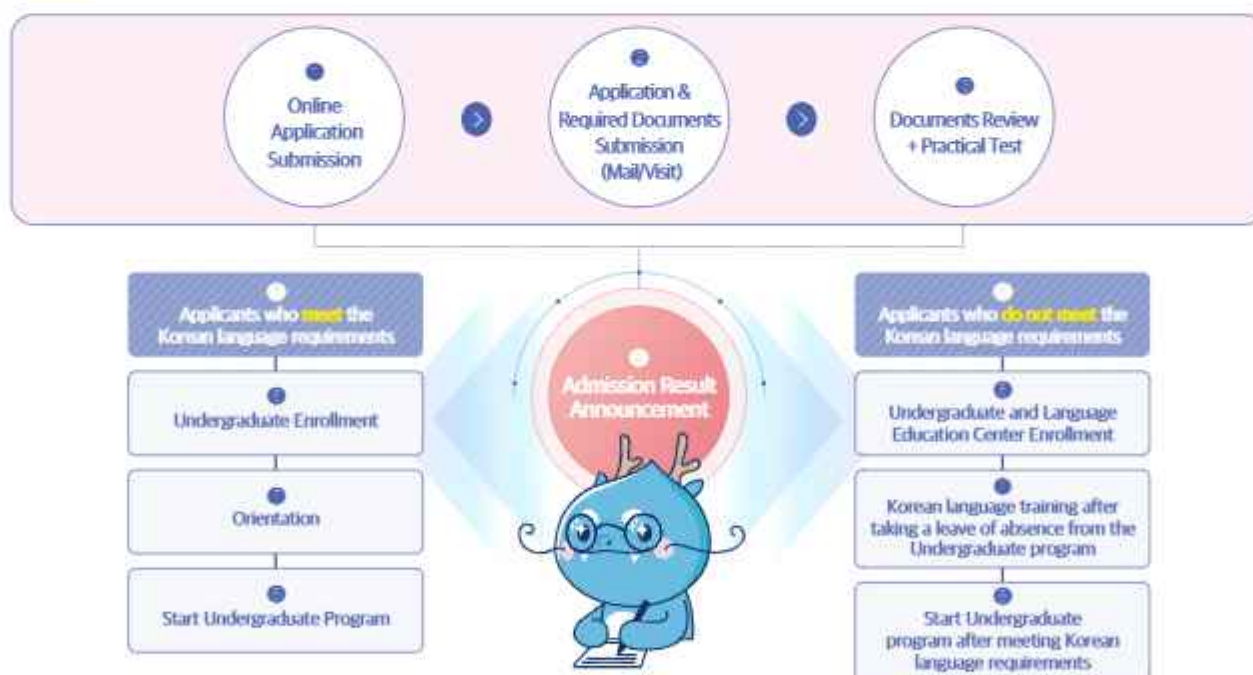 Online
Application
Submission
Application &
Required Documents
Submission
(Mail/Visit)
Documents Review
+ Practical Test
Admission Result
Announcement
Applicants who meet the
Korean language requirements
Undergraduate Enrollment
Orientation
Start Undergraduate Program
Applicants who do not meet the
Korean language requirements
Undergraduate and Language
Education Center Enrollment
Korean language training after
taking a leave of absence from the
Undergraduate program
Start Undergraduate
program after meeting Korean
language requirements